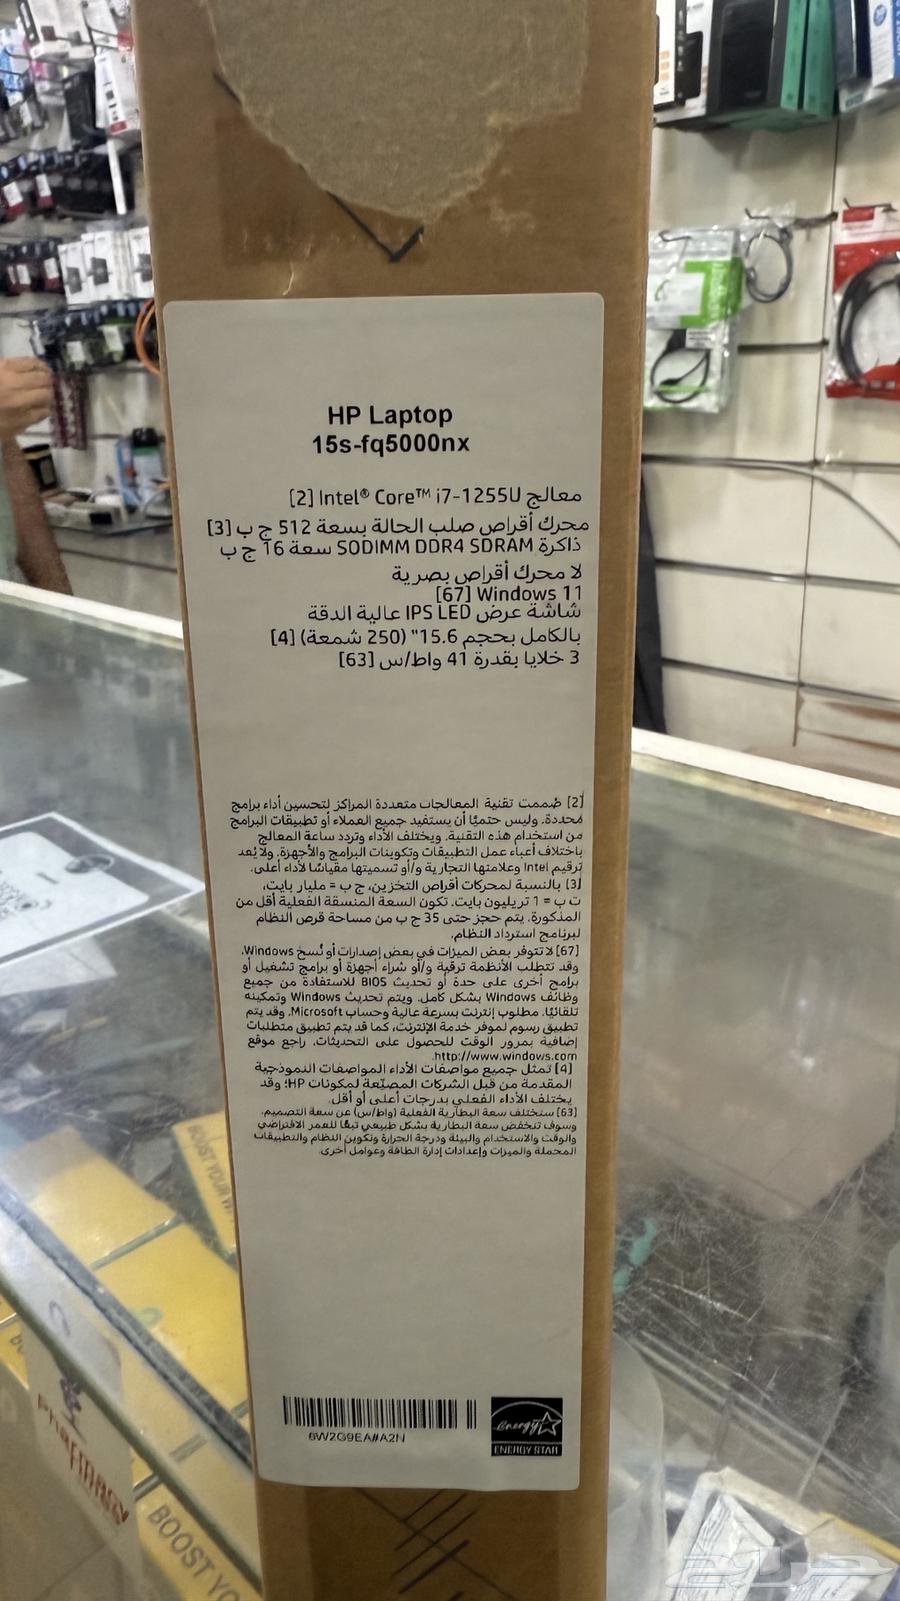 HP Laptop
15s-fq5000nx
معالج Intel® Core™ i7-1255U [2]
محرك أقراص صلب الحالة بسعة 512 ج ب [3]
ذاكرة SODIMM DDR4 SDRAM سعة 16 ج ب
لا محرك أقراص بصرية
Windows 11 [67]
شاشة عرض IPS LED عالية الدقة
بالكامل بحجم 15.6" (250 شمعة) [4]
3 خلايا بقدرة 41 واط/س [63]
[2] صُممت تقنية المعالجات متعددة المراكز لتحسين أداء برامج
محددة. وليس حتميًا أن يستفيد جميع العملاء أو تطبيقات البرامج
من استخدام هذه التقنية. ويختلف الأداء وتردد ساعة المعالج
باختلاف أعباء عمل التطبيقات وتكوينات البرامج والأجهزة. ولا يُعد
ترقيم Intel وعلامتها التجارية و/أو تسميتها مقياسًا لأداء أعلى.
[3] بالنسبة لمحركات أقراص التخزين، ج ب = مليار بايت،
ت ب = 1 تريليون بايت. تكون السعة المنسقة الفعلية أقل من
المذكورة. يتم حجز حتى 35 ج ب من مساحة قرص النظام
لبرنامج استرداد النظام.
[67] لا تتوفر بعض الميزات في بعض إصدارات أو نُسخ Windows.
وقد تتطلب الأنظمة ترقية و/أو شراء أجهزة أو برامج تشغيل أو
برامج أخرى على حدة أو تحديث BIOS للاستفادة من جميع
وظائف Windows بشكل كامل. ويتم تحديث Windows وتمكينه
تلقائيًا. مطلوب إنترنت بسرعة عالية وحساب Microsoft. وقد يتم
تطبيق رسوم لموفر خدمة الإنترنت، كما قد يتم تطبيق متطلبات
إضافية بمرور الوقت للحصول على التحديثات. راجع موقع
http://www.windows.com.
[4] تمثل جميع مواصفات الأداء المواصفات النموذجية
المقدمة من قبل الشركات المصنّعة لمكونات HP؛ وقد
يختلف الأداء الفعلي بدرجات أعلى أو أقل.
[63] ستختلف سعة البطارية الفعلية (واط/س) عن سعة التصميم.
وسوف تنخفض سعة البطارية بشكل طبيعي تبعًا للعمر الافتراضي
والوقت والاستخدام والبيئة ودرجة الحرارة وتكوين النظام والتطبيقات
المحملة والميزات وإعدادات إدارة الطاقة وعوامل أخرى.
6W2G9EA#A2N
energy
ENERGY STAR
BOOST YOUR
BOOST YO
حراج